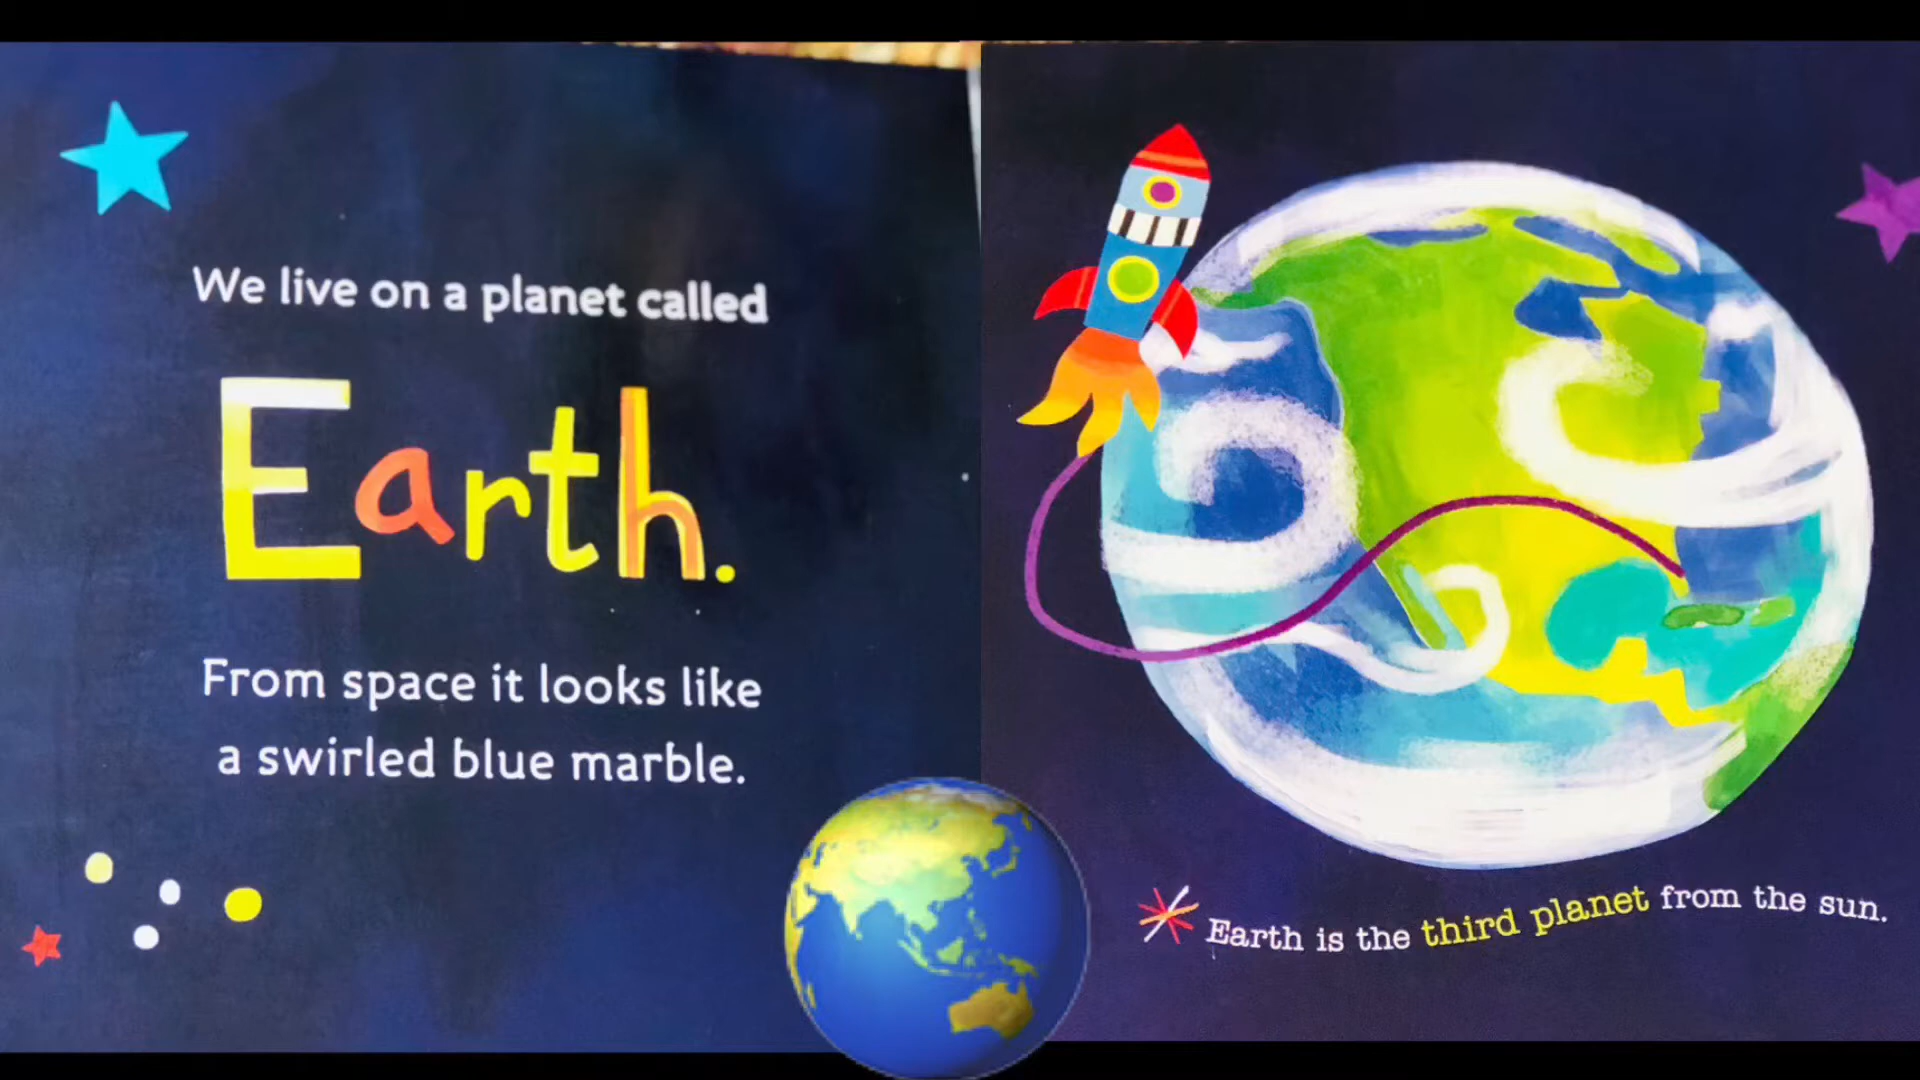 We live on a planet called
Earth.
From space it looks like
a swirled blue marble.
Earth is the third planet from the sun.